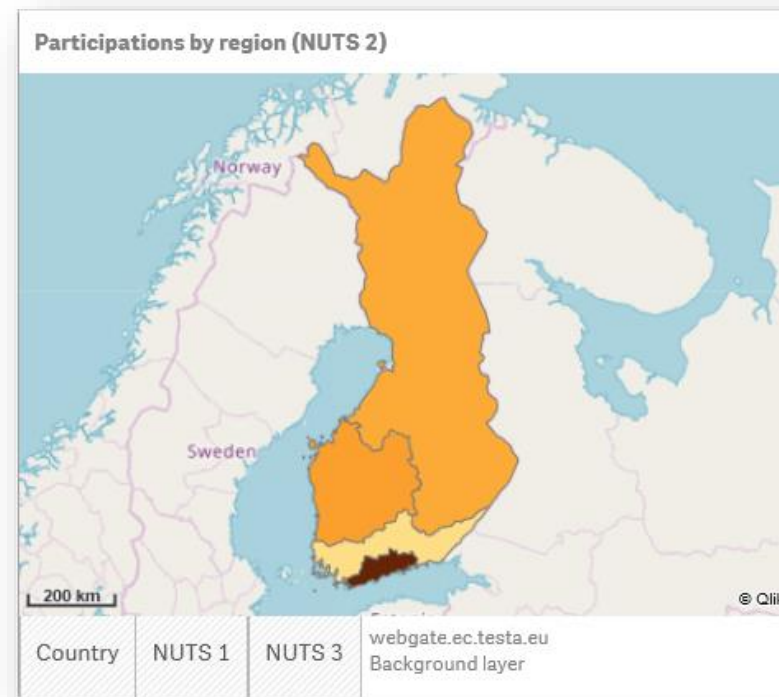 Participations by region (NUTS 2)
Norway
Sweden
200 km
© Qlik
Country
NUTS 1
NUTS 3
webgate.ec.testa.eu
Background layer